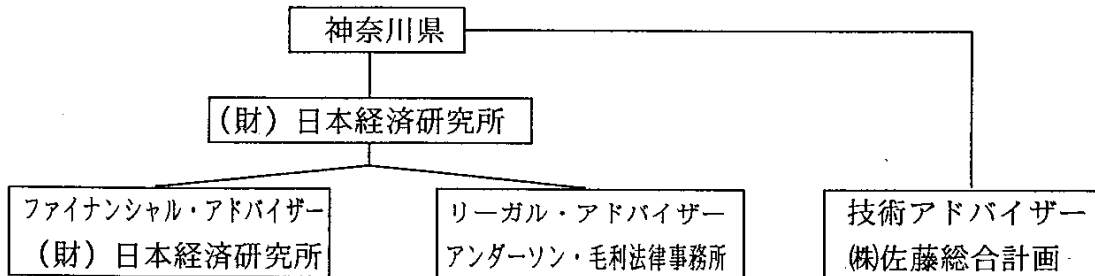 神奈川県
(財)日本経済研究所
ファイナンシャル・アドバイザー
(財)日本経済研究所
リーガル・アドバイザー
アンダーソン・毛利法律事務所
技術アドバイザー
㈱佐藤総合計画